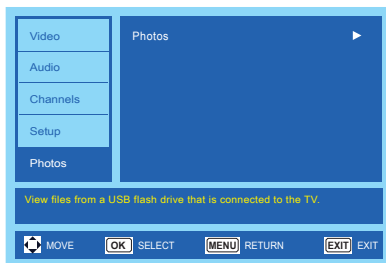 Video
Photos
Audio
Channels
Setup
Photos
View files from a USB flash drive that is connected to the TV.
MOVE OK SELECT MENU RETURN EXIT EXIT